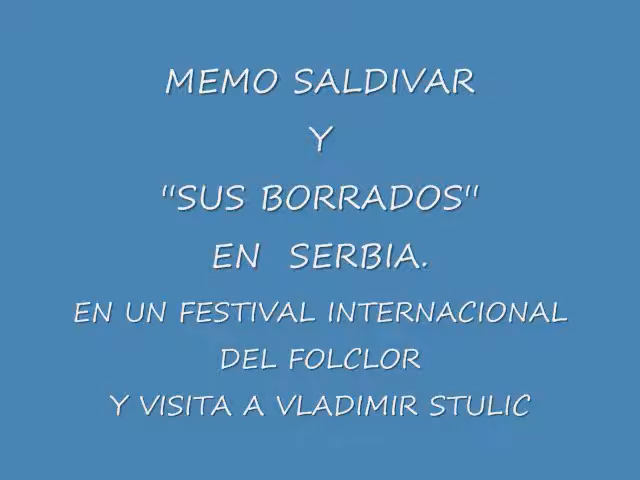 MEMO SALDIVAR
Y
"SUS BORRADOS"
EN SERBIA.
EN UN FESTIVAL INTERNACIONAL
DEL FOLCLOR
Y VISITA A VLADIMIR STULIC